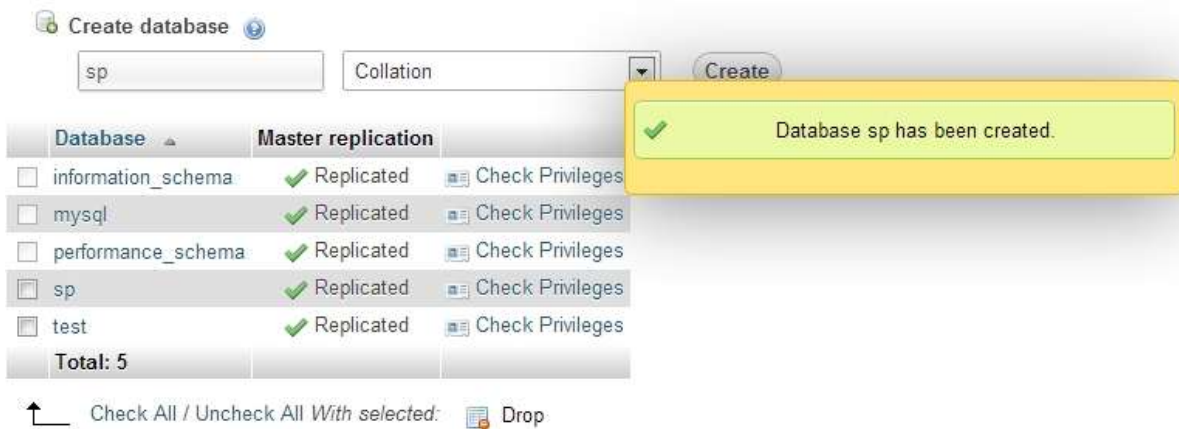 Create database
sp Collation Create
Database sp has been created.
Database Master replication
information_schema Replicated Check Privileges
mysql Replicated Check Privileges
performance_schema Replicated Check Privileges
sp Replicated Check Privileges
test Replicated Check Privileges
Total: 5
Check All / Uncheck All With selected: Drop